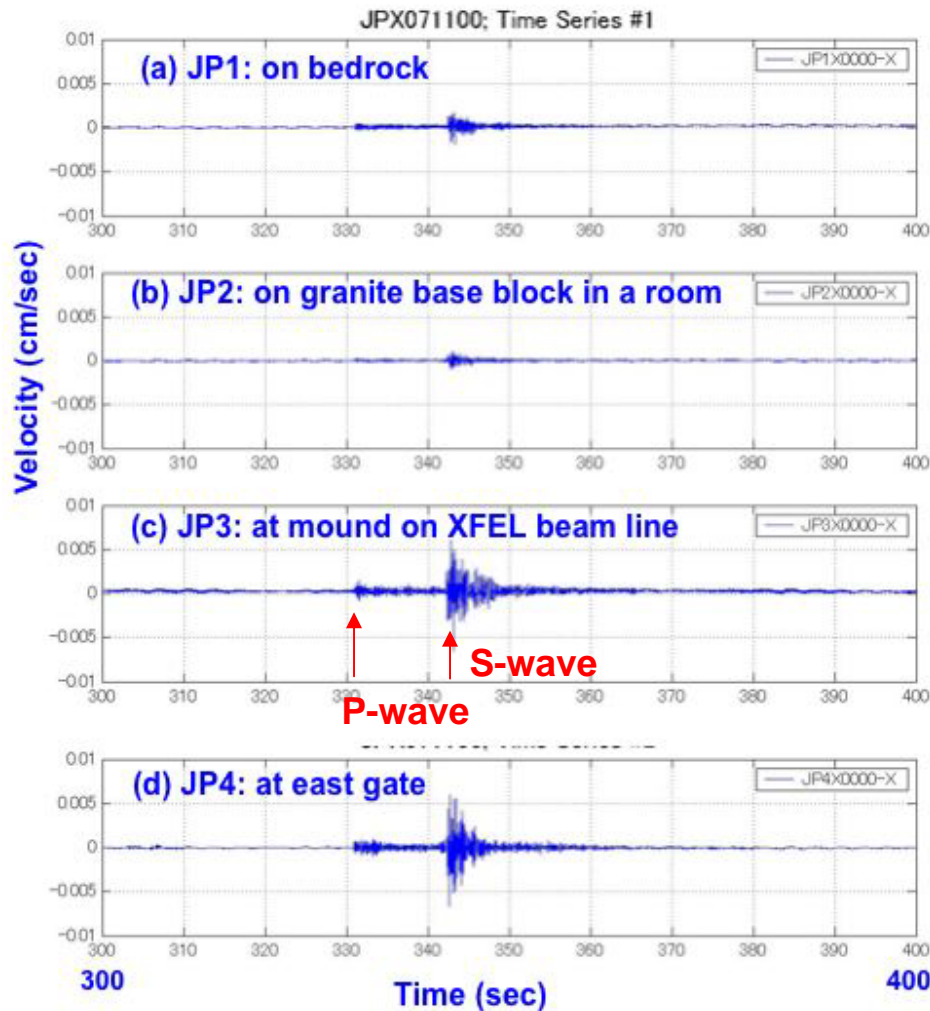 JPX071100; Time Series #1
0.01
(a) JP1: on bedrock
JP1X0000-X
0.005
0
-0.005
-0.01
300 310 320 330 340 350 360 370 380 390 400
Velocity (cm/sec)
0.01
(b) JP2: on granite base block in a room
JP2X0000-X
0.005
0
-0.005
-0.01
300 310 320 330 340 350 360 370 380 390 400
0.01
(c) JP3: at mound on XFEL beam line
JP3X0000-X
0.005
0
-0.005
S-wave
-0.01
300 310 320 330 340 350 360 370 380 390 400
P-wave
0.01
(d) JP4: at east gate
JP4X0000-X
0.005
0
-0.005
-0.01
300 310 320 330 340 350 360 370 380 390 400
300 Time (sec) 400